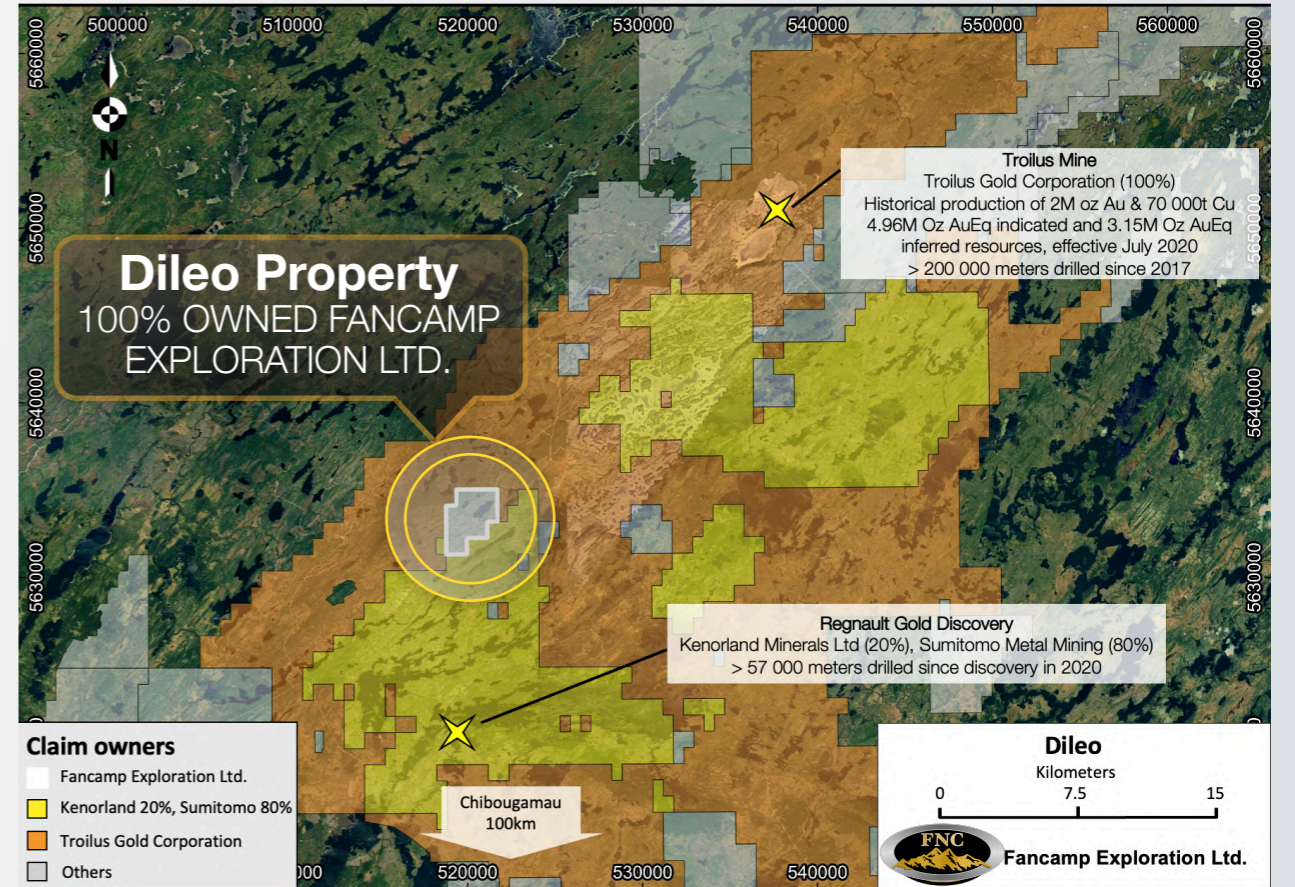 500000
510000
520000
530000
540000
550000
560000
5660000
5660000
N
Troilus Mine
Troilus Gold Corporation (100%)
Historical production of 2M oz Au & 70 000t Cu
4.96M Oz AuEq indicated and 3.15M Oz AuEq
inferred resources, effective July 2020
> 200 000 meters drilled since 2017
5650000
5650000
Dileo Property
100% OWNED FANCAMP
EXPLORATION LTD.
5640000
5640000
5630000
5630000
Regnault Gold Discovery
Kenorland Minerals Ltd (20%), Sumitomo Metal Mining (80%)
> 57 000 meters drilled since discovery in 2020
Claim owners
Fancamp Exploration Ltd.
Kenorland 20%, Sumitomo 80%
Troilus Gold Corporation
Others
Chibougamau
100km
Dileo
Kilometers
0
7.5
15
FNC
Fancamp Exploration Ltd.
520000
530000
540000